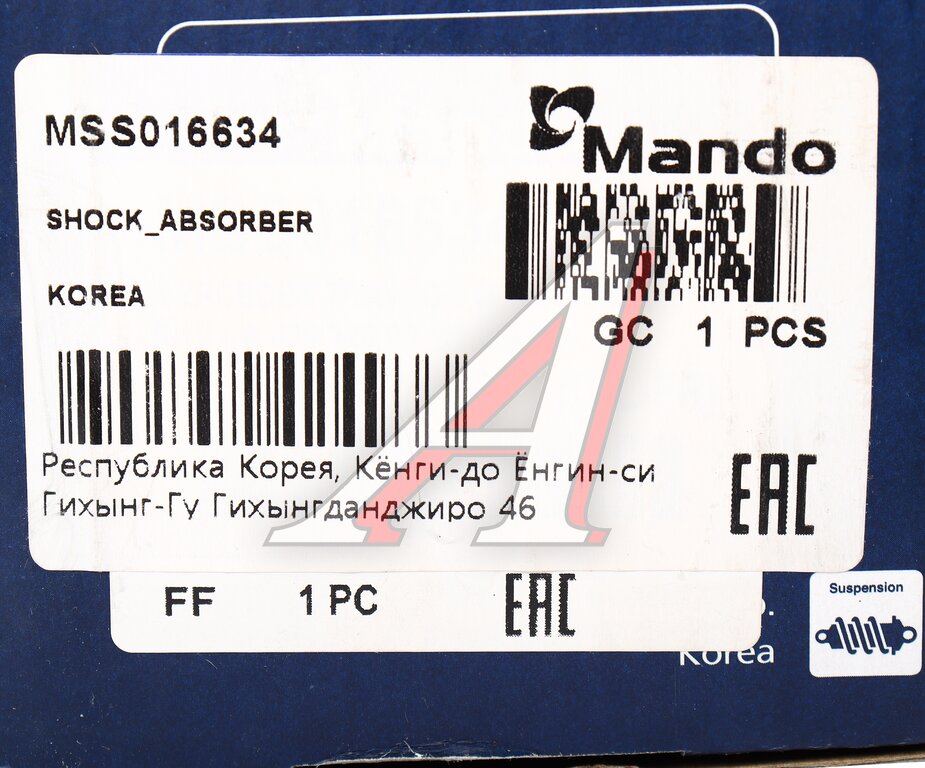 MSS016634
Mando
SHOCK_ABSORBER
KOREA
GC 1 PCS
Республика Корея, Кёнги-до Ёнгин-си
Гихынг-Гу Гихынгданджиро 46
EAC
FF 1 PC EAC
Korea
Suspension